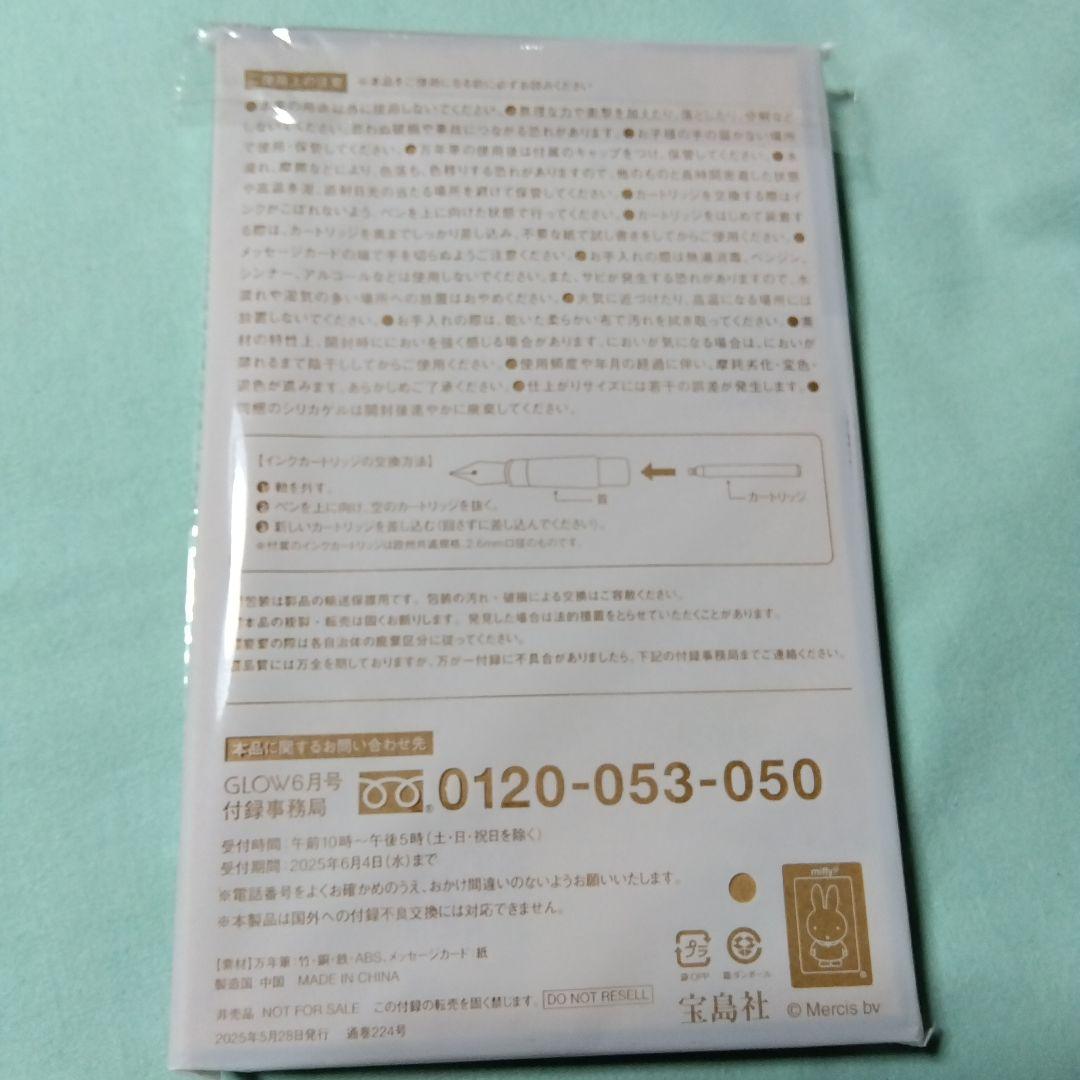 ご使用上の注意 ※本品をご使用になる前に必ずお読みください
●本来の用途以外に使用しないでください。●無理な力や衝撃を加えたり、落としたり、分解など
しないでください。思わぬ破損や事故につながる恐れがあります。●お子様の手の届かない場所
で使用・保管してください。●万年筆の使用後は付属のキャップをつけ、保管してください。●水
濡れ、摩擦などにより、色落ち、色移りする恐れがありますので、他のものと長時間密着した状態
や高温多湿、直射日光の当たる場所を避けて保管してください。●カートリッジを交換する際はイ
ンクがこぼれないよう、ペンを上に向けた状態で行ってください。●カートリッジをはじめて装着す
る際は、カートリッジを奥までしっかり差し込み、不要な紙で試し書きをしてからご使用ください。●
メッセージカードの端で手を切らぬようご注意ください。●お手入れの際は熱湯消毒、ベンジン、
シンナー、アルコールなどは使用しないでください。また、サビが発生する恐れがありますので、水
濡れや湿気の多い場所への放置はおやめください。●火気に近づけたり、高温になる場所には
放置しないでください。●お手入れの際は、乾いた柔らかい布で汚れを拭き取ってください。●素
材の特性上、開封時ににおいを強く感じる場合があります。においが気になる場合は、においが
薄れるまで陰干ししてからご使用ください。●使用頻度や年月の経過に伴い、摩耗劣化・変色・
退色が進みます。あらかじめご了承ください。●仕上がりサイズには若干の誤差が発生します。●
同梱のシリカゲルは開封後速やかに廃棄してください。
【インクカートリッジの交換方法】
❶ 軸を外す。
❷ ペンを上に向け、空のカートリッジを抜く。
❸ 新しいカートリッジを差し込む(回さずに差し込んでください)。
※付属のインクカートリッジは欧州共通規格、2.6mm口径のものです。
首
カートリッジ
包装は製品の輸送保護用です。包装の汚れ・破損による交換はご容赦ください。
本品の複製・転売は固くお断りします。発見した場合は法的措置をとらせていただくことがあります。
廃棄の際は各自治体の廃棄区分に従ってください。
品質には万全を期しておりますが、万が一付録に不具合がありましたら、下記の付録事務局までご連絡ください。
本品に関するお問い合わせ先
GLOW6月号
付録事務局
0120-053-050
受付時間:午前10時～午後5時(土・日・祝日を除く)
受付期間:2025年6月4日(水)まで
※電話番号をよくお確かめのうえ、おかけ間違いのないようお願いいたします。
※本製品は国外への付録不良交換には対応できません。
【素材】万年筆:竹・銅・鉄・ABS、メッセージカード:紙
製造国:中国 MADE IN CHINA
非売品 NOT FOR SALE この付録の転売を固く禁じます。 DO NOT RESELL
2025年5月28日発行 通巻224号
プラ
袋:OPP
箱:ダンボール
miffy
宝島社
© Mercis bv